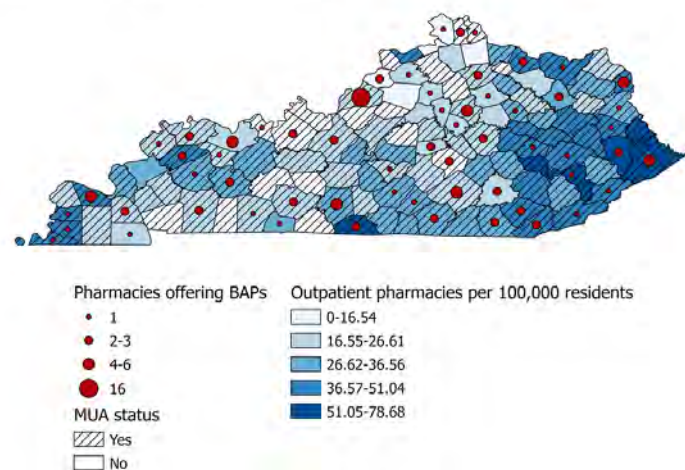 Pharmacies offering BAPs
1
2-3
4-6
16
MUA status
Yes
No
Outpatient pharmacies per 100,000 residents
0-16.54
16.55-26.61
26.62-36.56
36.57-51.04
51.05-78.68